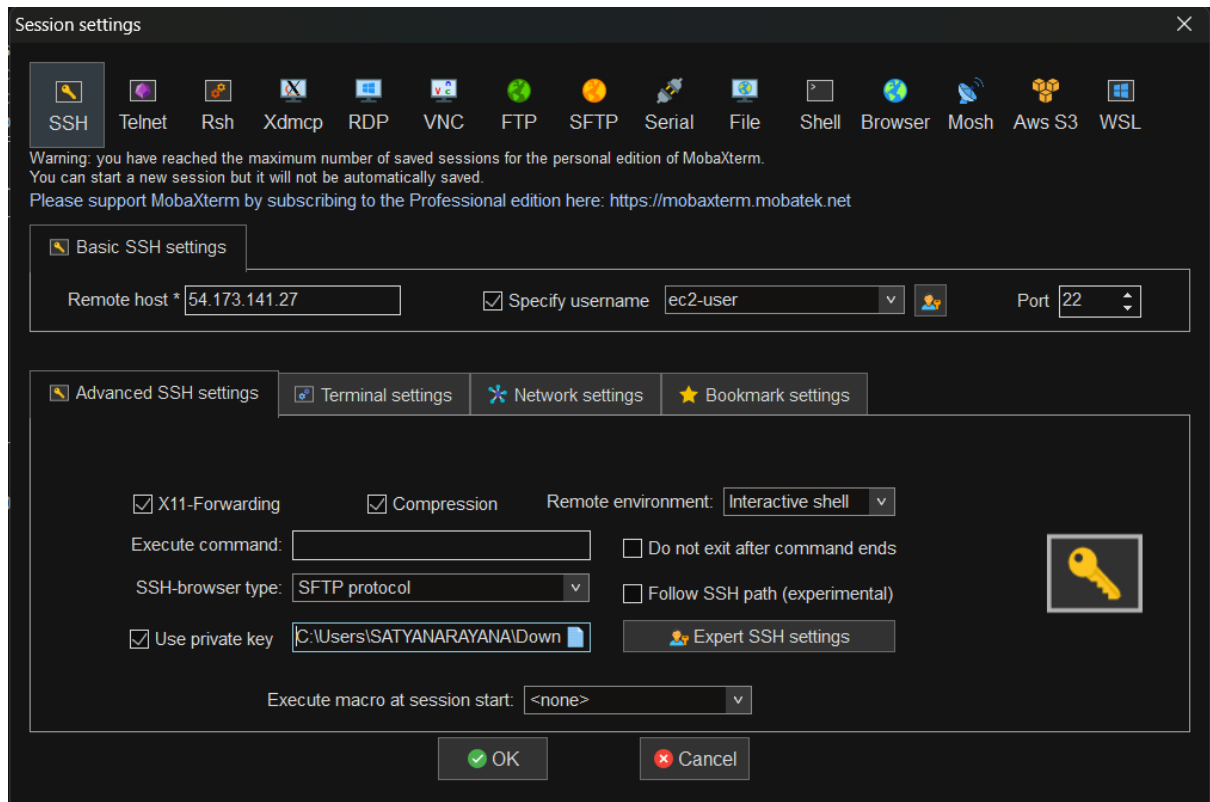 Session settings
SSH Telnet Rsh Xdmcp RDP VNC FTP SFTP Serial File Shell Browser Mosh Aws S3 WSL
Warning: you have reached the maximum number of saved sessions for the personal edition of MobaXterm.
You can start a new session but it will not be automatically saved.
Please support MobaXterm by subscribing to the Professional edition here: https://mobaxterm.mobatek.net
Basic SSH settings
Remote host * 54.173.141.27 Specify username ec2-user Port 22
Advanced SSH settings Terminal settings Network settings Bookmark settings
X11-Forwarding Compression Remote environment: Interactive shell
Execute command: Do not exit after command ends
SSH-browser type: SFTP protocol Follow SSH path (experimental)
Use private key C:\Users\SATYANARAYANA\Down Expert SSH settings
Execute macro at session start: <none>
OK Cancel